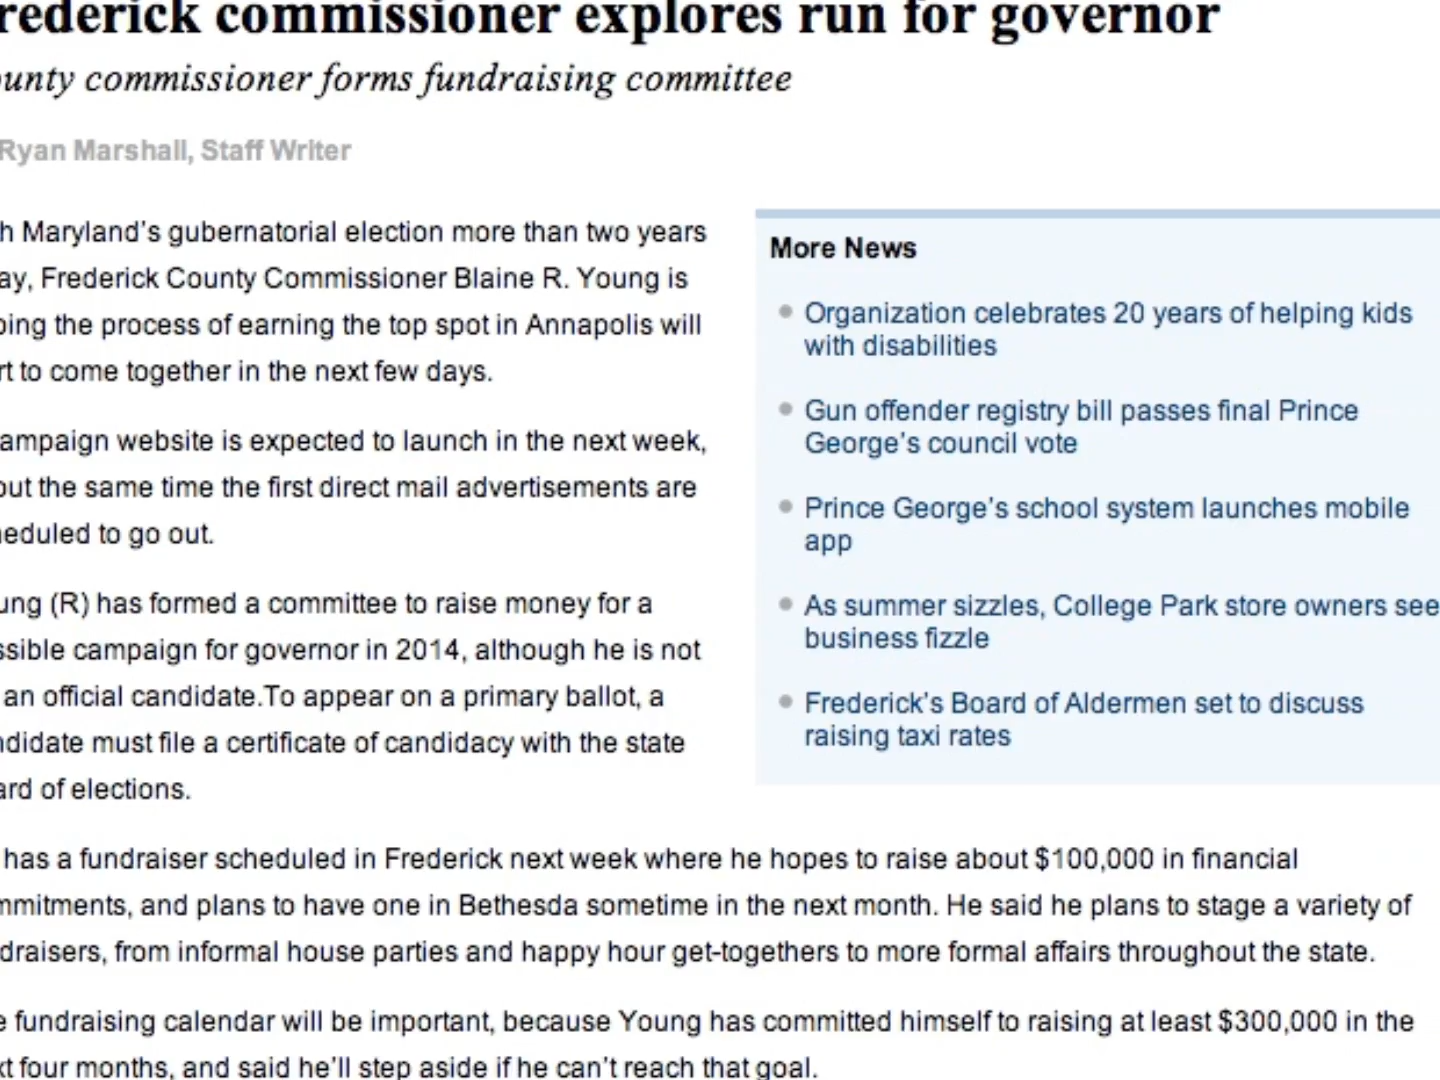 rederick commissioner explores run for governor
ounty commissioner forms fundraising committee
Ryan Marshall, Staff Writer
h Maryland's gubernatorial election more than two years
ay, Frederick County Commissioner Blaine R. Young is
ping the process of earning the top spot in Annapolis will
rt to come together in the next few days.
ampaign website is expected to launch in the next week,
out the same time the first direct mail advertisements are
eduled to go out.
ung (R) has formed a committee to raise money for a
ssible campaign for governor in 2014, although he is not
an official candidate.To appear on a primary ballot, a
ndidate must file a certificate of candidacy with the state
ard of elections.
More News
Organization celebrates 20 years of helping kids
with disabilities
Gun offender registry bill passes final Prince
George's council vote
Prince George's school system launches mobile
app
As summer sizzles, College Park store owners see
business fizzle
Frederick's Board of Aldermen set to discuss
raising taxi rates
has a fundraiser scheduled in Frederick next week where he hopes to raise about $100,000 in financial
mmitments, and plans to have one in Bethesda sometime in the next month. He said he plans to stage a variety of
draisers, from informal house parties and happy hour get-togethers to more formal affairs throughout the state.
e fundraising calendar will be important, because Young has committed himself to raising at least $300,000 in the
xt four months, and said he'll step aside if he can't reach that goal.